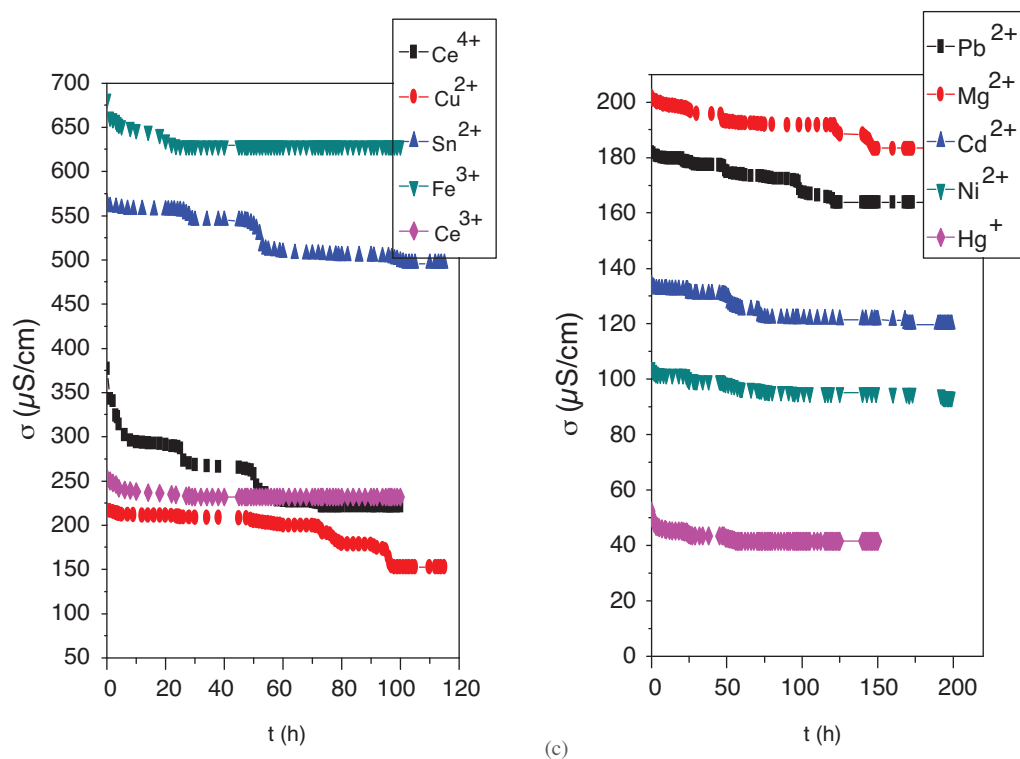 Ce4+
Cu2+
Sn2+
Fe3+
Ce3+
700
650
600
550
500
450
400
350
300
250
200
150
100
50
σ (μS/cm)
0 20 40 60 80 100 120
t (h)
Pb2+
Mg2+
Cd2+
Ni2+
Hg+
200
180
160
140
120
100
80
60
40
20
0
σ (μS/cm)
0 50 100 150 200
t (h)
(c)